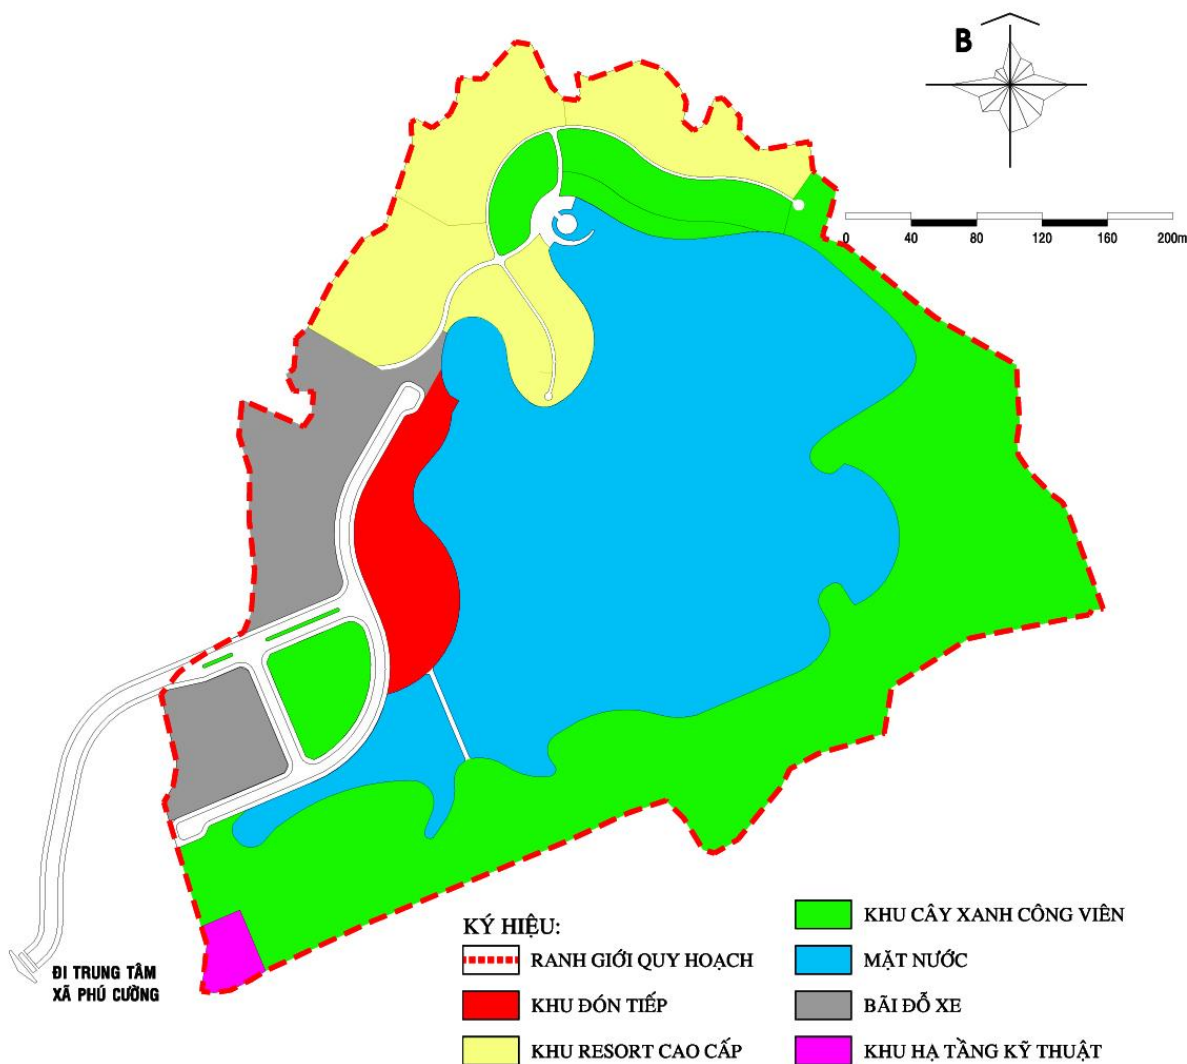 B
0 40 80 120 160 200m
ĐI TRUNG TÂM
XÃ PHÚ CƯỜNG
KÝ HIỆU:
RANH GIỚI QUY HOẠCH
KHU ĐÓN TIẾP
KHU RESORT CAO CẤP
KHU CÂY XANH CÔNG VIÊN
MẶT NƯỚC
BÃI ĐỖ XE
KHU HẠ TẦNG KỸ THUẬT